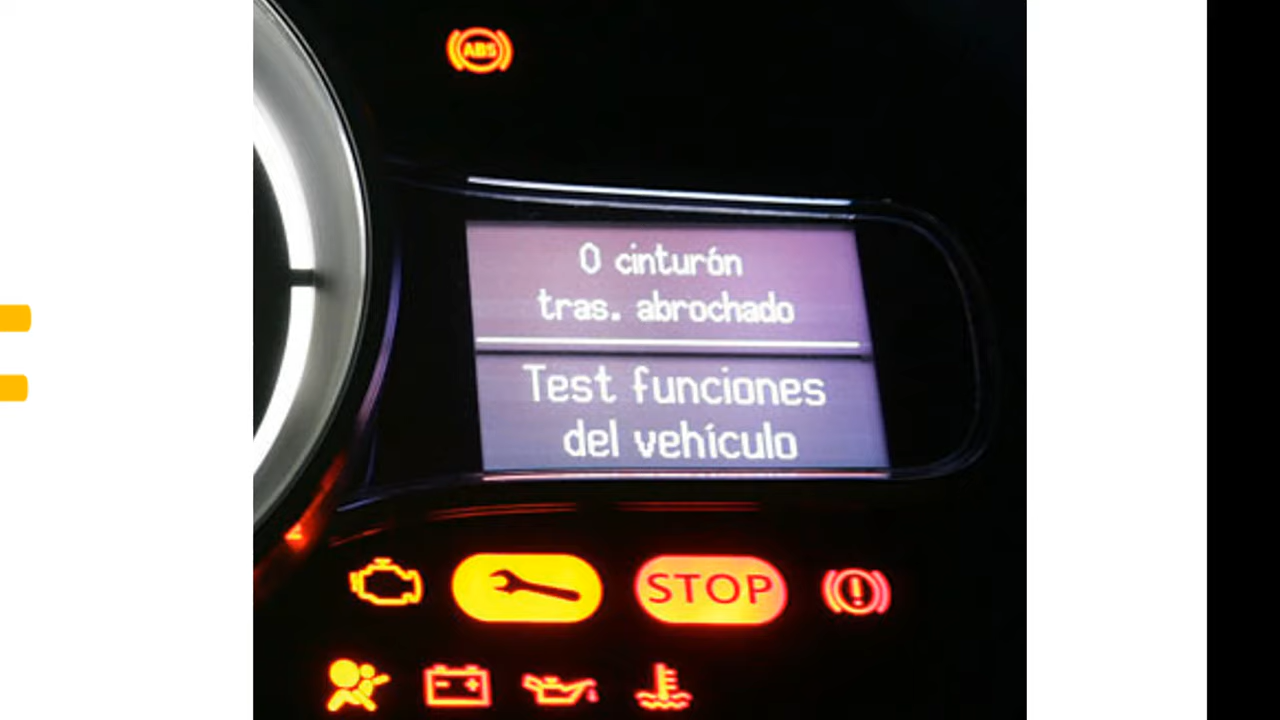 ABS
0 cinturón
tras. abrochado
Test funciones
del vehículo
STOP